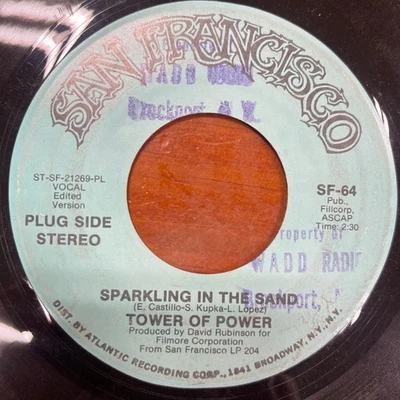 SAN FRANCISCO
WADD
Brockport, N.Y.
ST-SF-21269-PL
VOCAL
Edited
Version
PLUG SIDE
STEREO
SF-64
Pub.,
Fillcorp,
ASCAP
Time: 2:30
Property of
WADD RADIO
Brockport,
SPARKLING IN THE SAND
(E. Castillo-S. Kupka-L. Lopez)
TOWER OF POWER
Produced by David Rubinson for
Filmore Corporation
From San Francisco LP 204
DIST. BY ATLANTIC RECORDING CORP., 1841 BROADWAY, N.Y., N.Y.